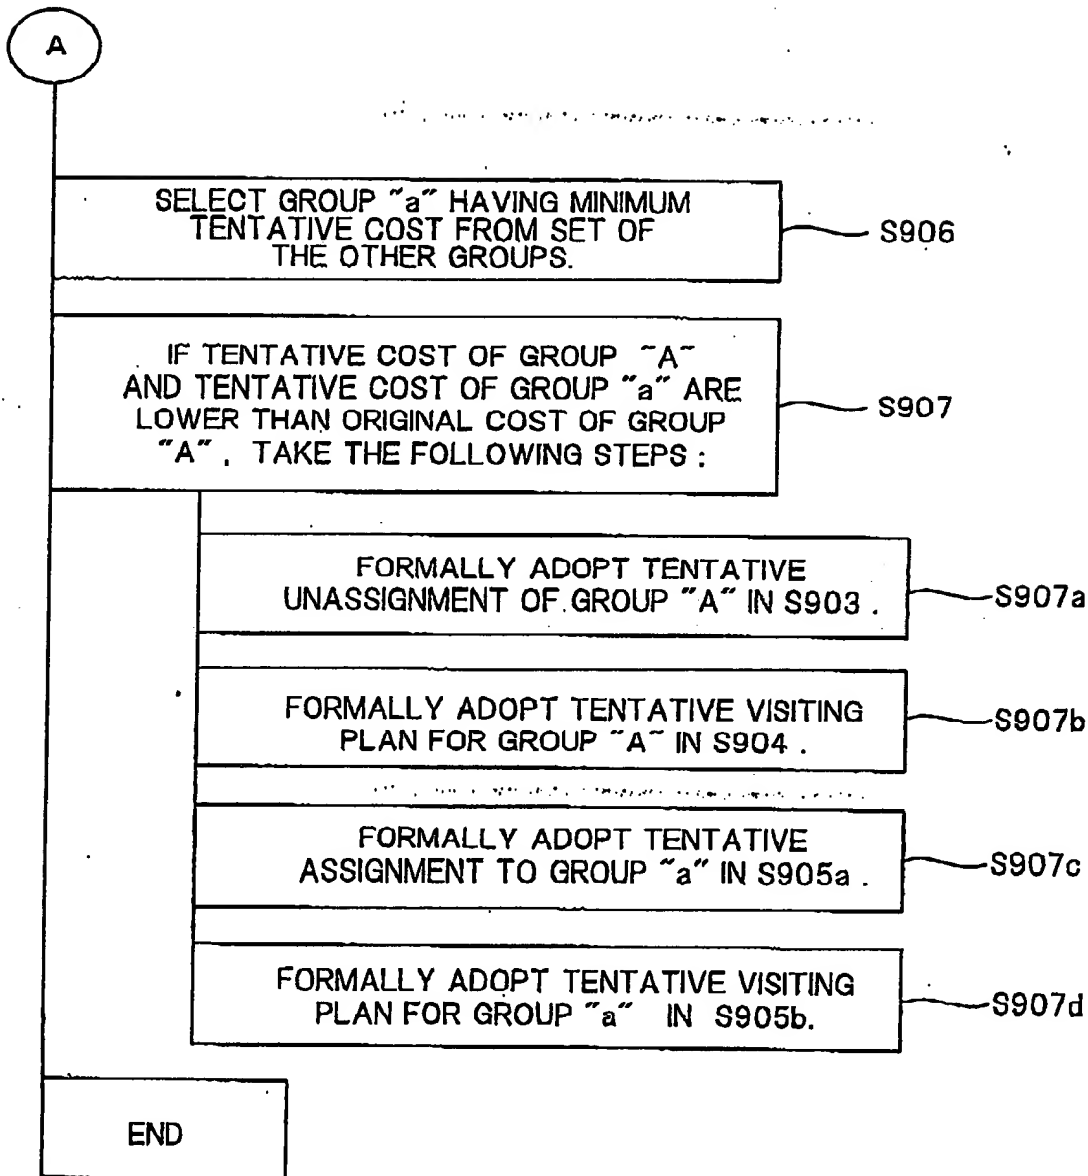 A
SELECT GROUP "a" HAVING MINIMUM
TENTATIVE COST FROM SET OF
THE OTHER GROUPS.
S906
IF TENTATIVE COST OF GROUP "A"
AND TENTATIVE COST OF GROUP "a" ARE
LOWER THAN ORIGINAL COST OF GROUP
"A", TAKE THE FOLLOWING STEPS :
S907
FORMALLY ADOPT TENTATIVE
UNASSIGNMENT OF GROUP "A" IN S903 .
S907a
FORMALLY ADOPT TENTATIVE VISITING
PLAN FOR GROUP "A" IN S904 .
S907b
FORMALLY ADOPT TENTATIVE
ASSIGNMENT TO GROUP "a" IN S905a .
S907c
FORMALLY ADOPT TENTATIVE VISITING
PLAN FOR GROUP "a" IN S905b.
S907d
END